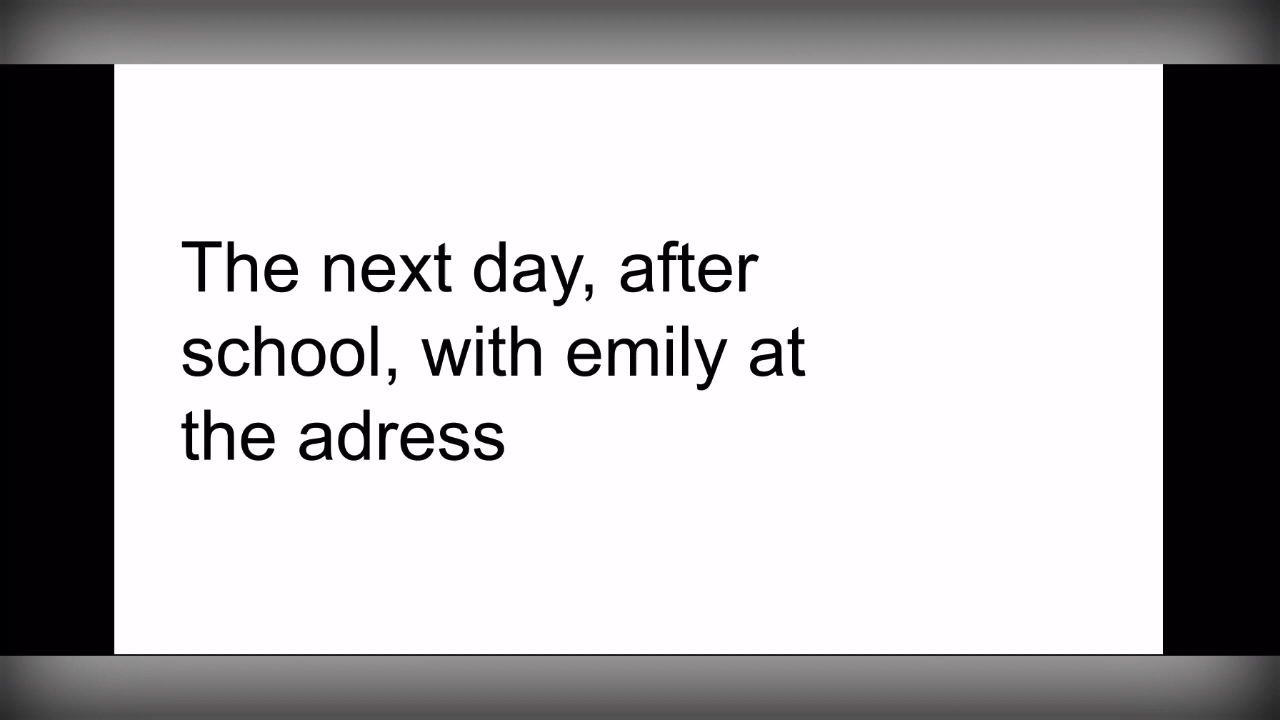 The next day, after
school, with emily at
the adress